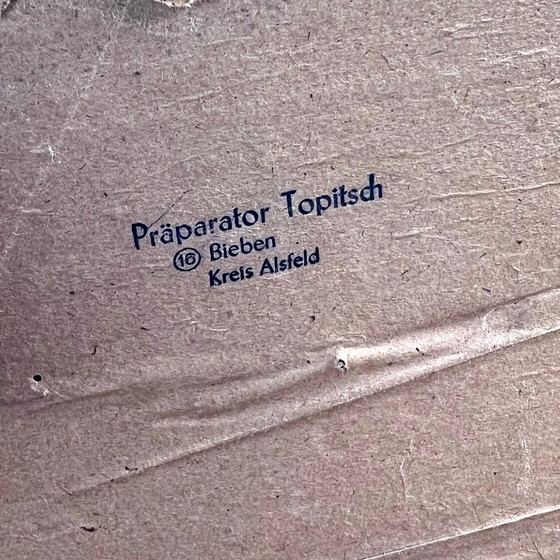 Präparator Topitsch
⑯ Bieben
Kreis Alsfeld